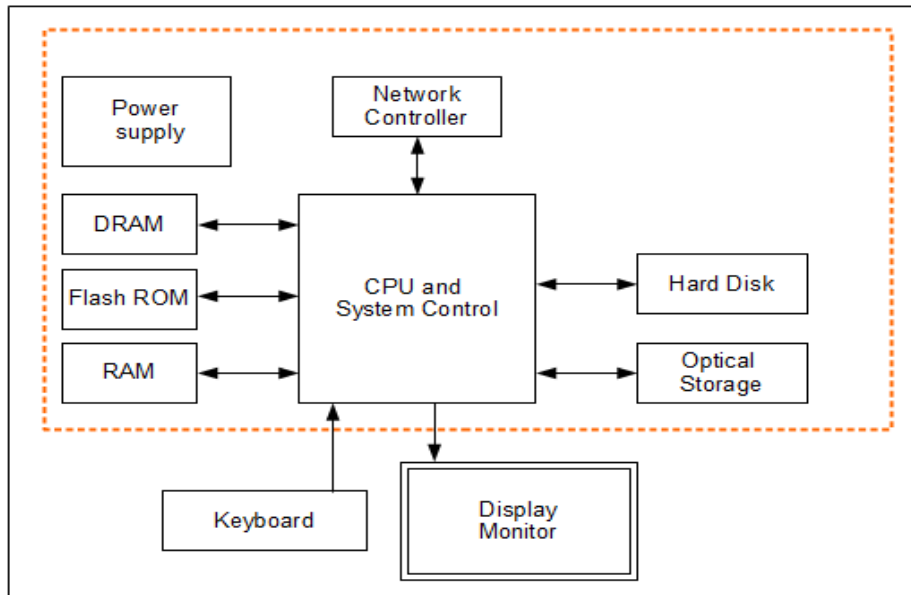 Power
supply
Network
Controller
DRAM
Flash ROM
RAM
CPU and
System Control
Hard Disk
Optical
Storage
Keyboard
Display
Monitor